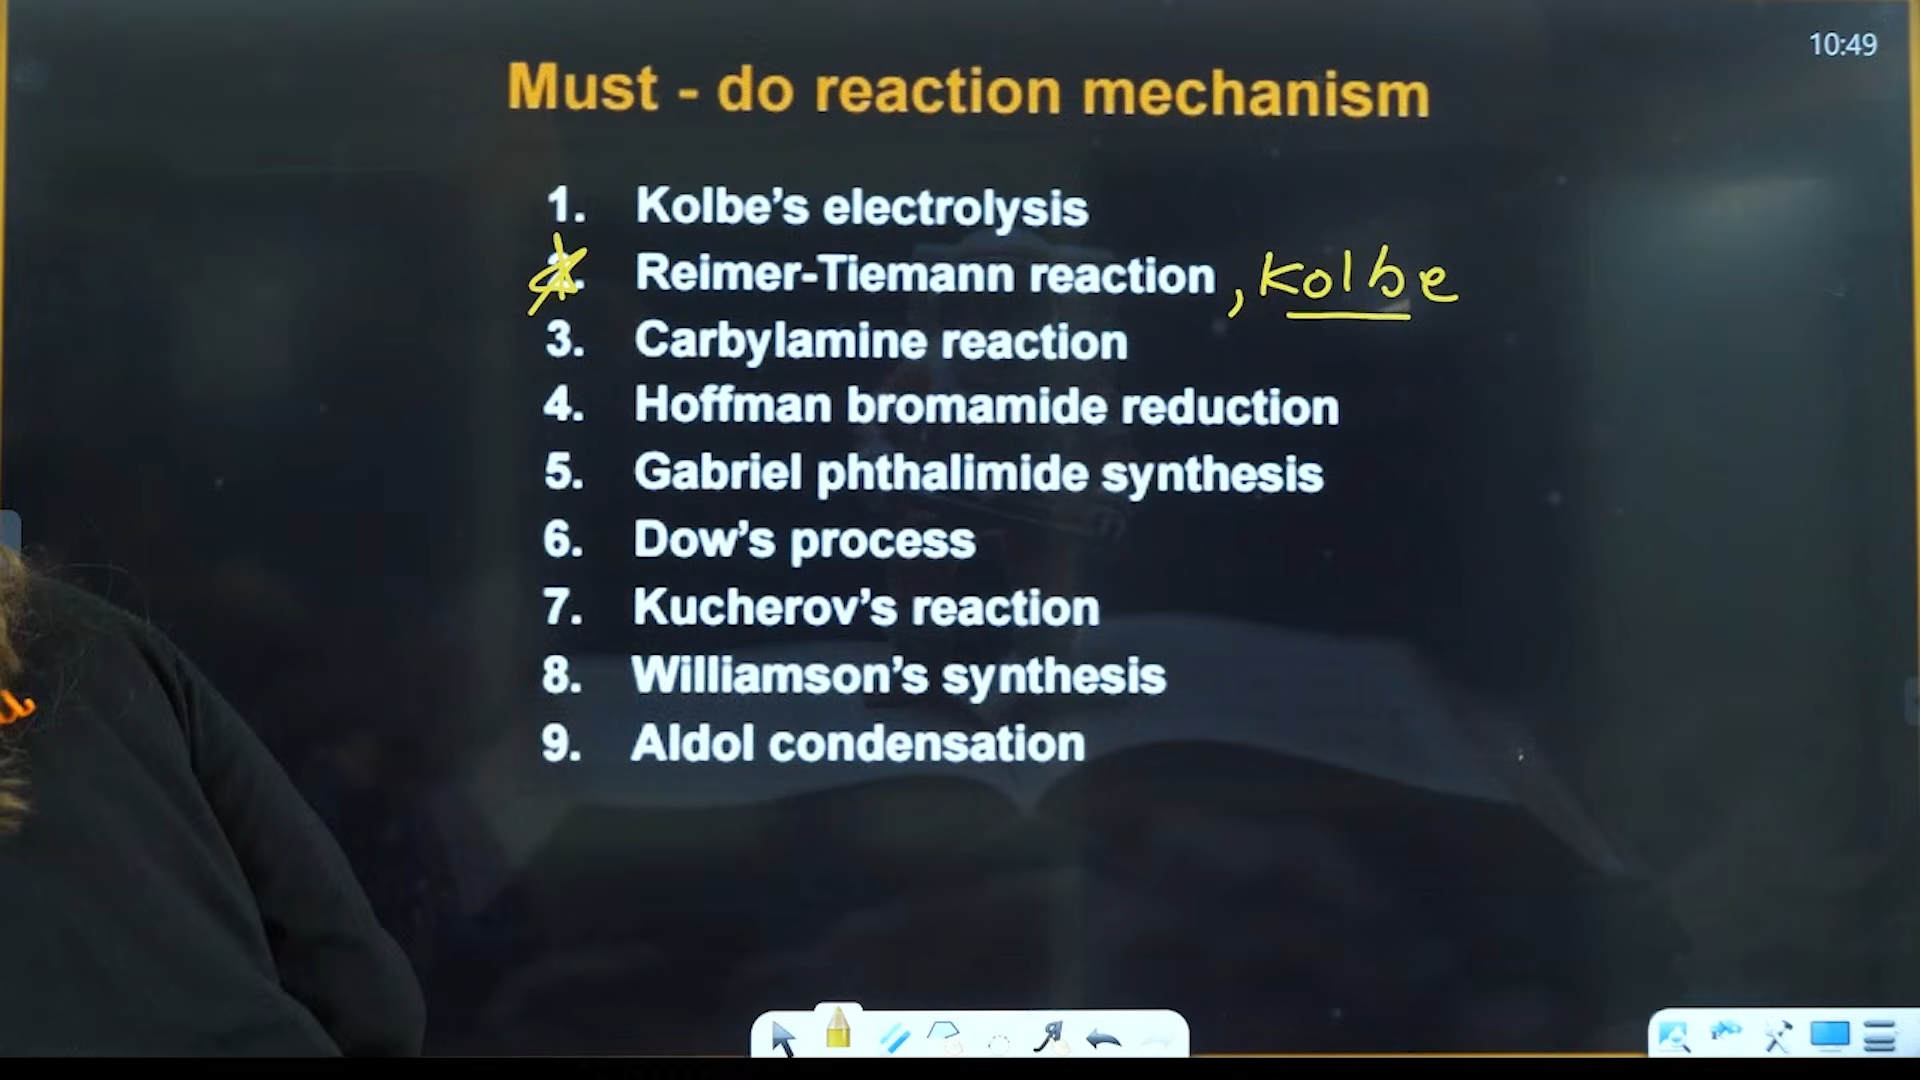 10:49
Must - do reaction mechanism
1. Kolbe's electrolysis
2. Reimer-Tiemann reaction , Kolbe
3. Carbylamine reaction
4. Hoffman bromamide reduction
5. Gabriel phthalimide synthesis
6. Dow's process
7. Kucherov's reaction
8. Williamson's synthesis
9. Aldol condensation